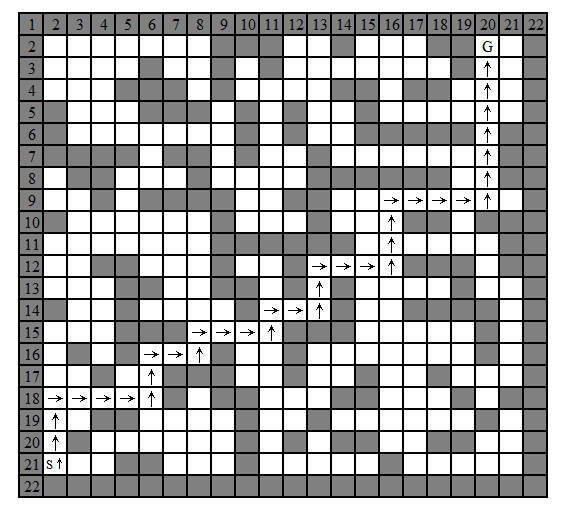 1 2 3 4 5 6 7 8 9 10 11 12 13 14 15 16 17 18 19 20 21 22
2 G
3 ↑
4 ↑
5 ↑
6 ↑
7 ↑
8 ↑
9 → → → → ↑
10 ↑
11 ↑
12 → → → ↑
13 ↑
14 → → ↑
15 → → → ↑
16 → → ↑
17 ↑
18 → → → → ↑
19 ↑
20 ↑
21 S ↑
22